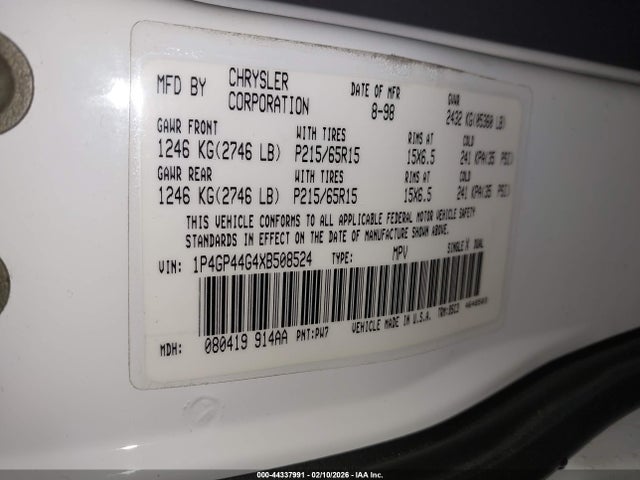 MFD BY CHRYSLER CORPORATION DATE OF MFR 8-98 GVWR 2432 KG(05360 LB)
GAWR FRONT WITH TIRES RIMS AT COLD
1246 KG(2746 LB) P215/65R15 15X6.5 241 KPA(35 PSI)
GAWR REAR WITH TIRES RIMS AT COLD
1246 KG(2746 LB) P215/65R15 15X6.5 241 KPA(35 PSI)
THIS VEHICLE CONFORMS TO ALL APPLICABLE FEDERAL MOTOR VEHICLE SAFETY
STANDARDS IN EFFECT ON THE DATE OF MANUFACTURE SHOWN ABOVE.
VIN: 1P4GP44G4XB508524 TYPE: MPV SINGLE X DUAL
MDH: 080419 914AA PNT:PW7 VEHICLE MADE IN U.S.A.
000-44337991 - 02/10/2026 - IAA Inc.